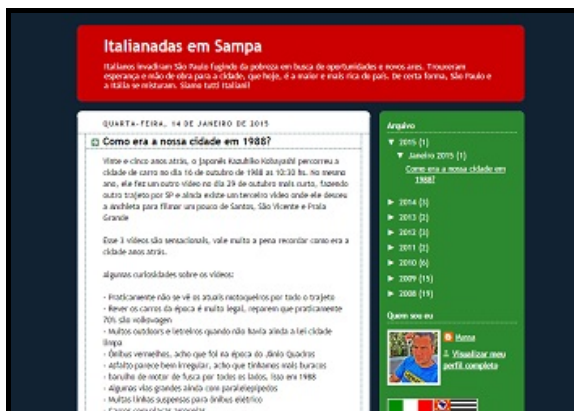 Italianadas em Sampa
Italianos invadiram São Paulo fugindo da pobreza em busca de oportunidades e novos ares. Trouxeram
esperança e mão de obra para a cidade, que hoje, é a maior e mais rica do país. De certa forma, São Paulo e
a Itália se misturam. Siamo tutti italiani!
QUARTA-FEIRA, 14 DE JANEIRO DE 2015
Como era a nossa cidade em 1988?
Vinte e cinco anos atrás, o japonês Kazuhiko Kobayashi percorreu a
cidade de carro no dia 16 de outubro de 1988 as 10:30 hs. No mesmo
ano, ele fez um outro vídeo no dia 29 de outubro mais curto, fazendo
outro trajeto por SP e ainda existe um terceiro vídeo onde ele desceu
a anchieta para filmar um pouco de Santos, São Vicente e Praia
Grande
Esse 3 vídeos são sensacionais, vale muito a pena recordar como era a
cidade anos atrás.
algumas curiosidades sobre os vídeos:
- Praticamente não se vê os atuais motoqueiros por todo o trajeto
- Rever os carros da época é muito legal, reparem que praticamente
70% são volkswagen
- Muitos outdoors e letreiros quando não havia ainda a lei cidade
limpa
- Ônibus vermelhos, acho que foi na época do Jânio Quadros
- Asfalto parece bem irregular, acho que tínhamos mais buracos
- barulho de motor de fusca por todos os lados, isso em 1988
- Algumas vias grandes ainda com paralelepípedos
- Muitas linhas suspensas para ônibus elétrico
- Carros com placas amarelas
Arquivo
▼ 2015 (1)
▼ Janeiro 2015 (1)
Como era a nossa cidade em
1988?
► 2014 (3)
► 2013 (2)
► 2012 (3)
► 2011 (2)
► 2010 (6)
► 2009 (15)
► 2008 (19)
Quem sou eu
Visualizar meu
perfil completo